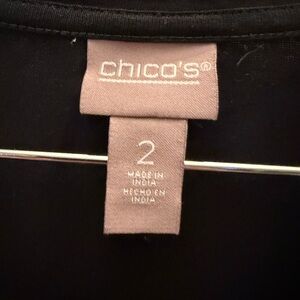 chico's®
2
MADE IN
INDIA
HECHO EN
INDIA